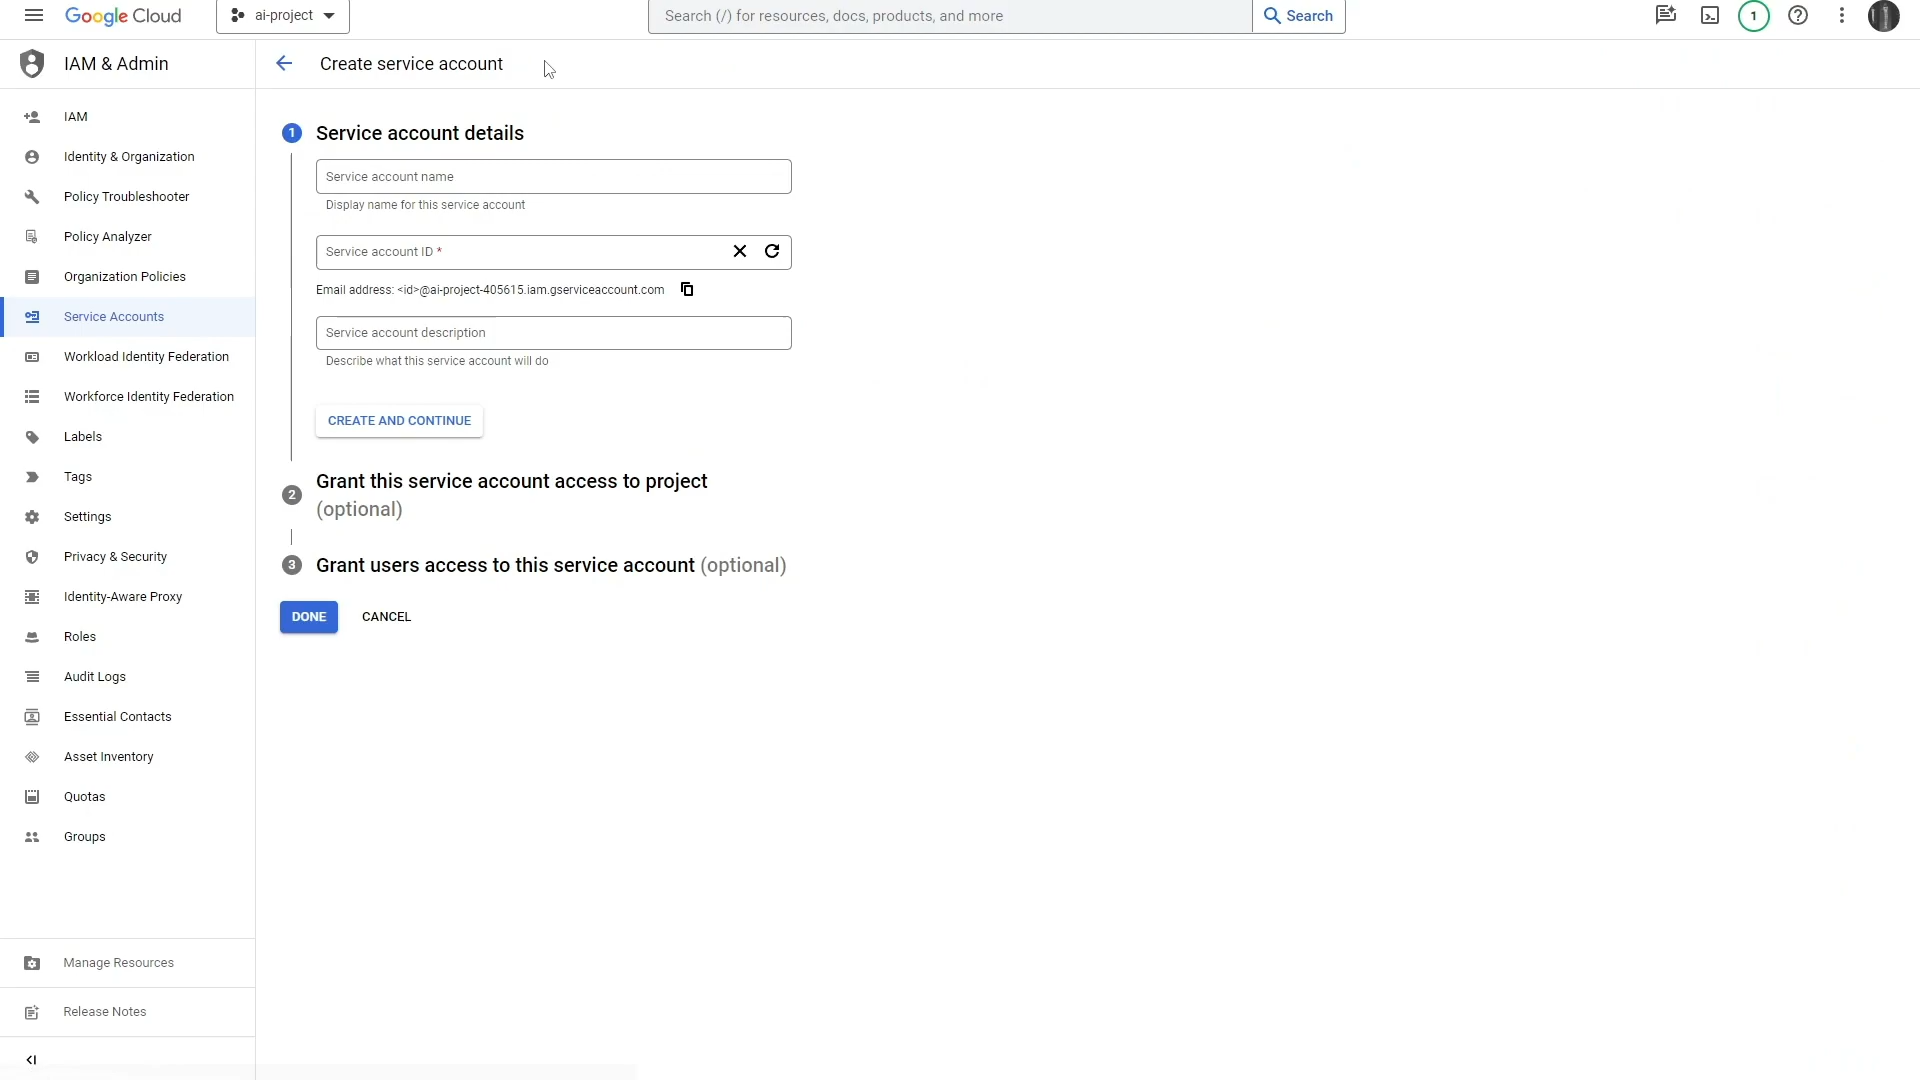 Google Cloud
ai-project
Search (/) for resources, docs, products, and more
Search
1
IAM & Admin
Create service account
IAM
Identity & Organization
Policy Troubleshooter
Policy Analyzer
Organization Policies
Service Accounts
Workload Identity Federation
Workforce Identity Federation
Labels
Tags
Settings
Privacy & Security
Identity-Aware Proxy
Roles
Audit Logs
Essential Contacts
Asset Inventory
Quotas
Groups
Manage Resources
Release Notes
1 Service account details
Service account name
Display name for this service account
Service account ID *
Email address: <id>@ai-project-405615.iam.gserviceaccount.com
Service account description
Describe what this service account will do
CREATE AND CONTINUE
2 Grant this service account access to project
(optional)
3 Grant users access to this service account (optional)
DONE
CANCEL